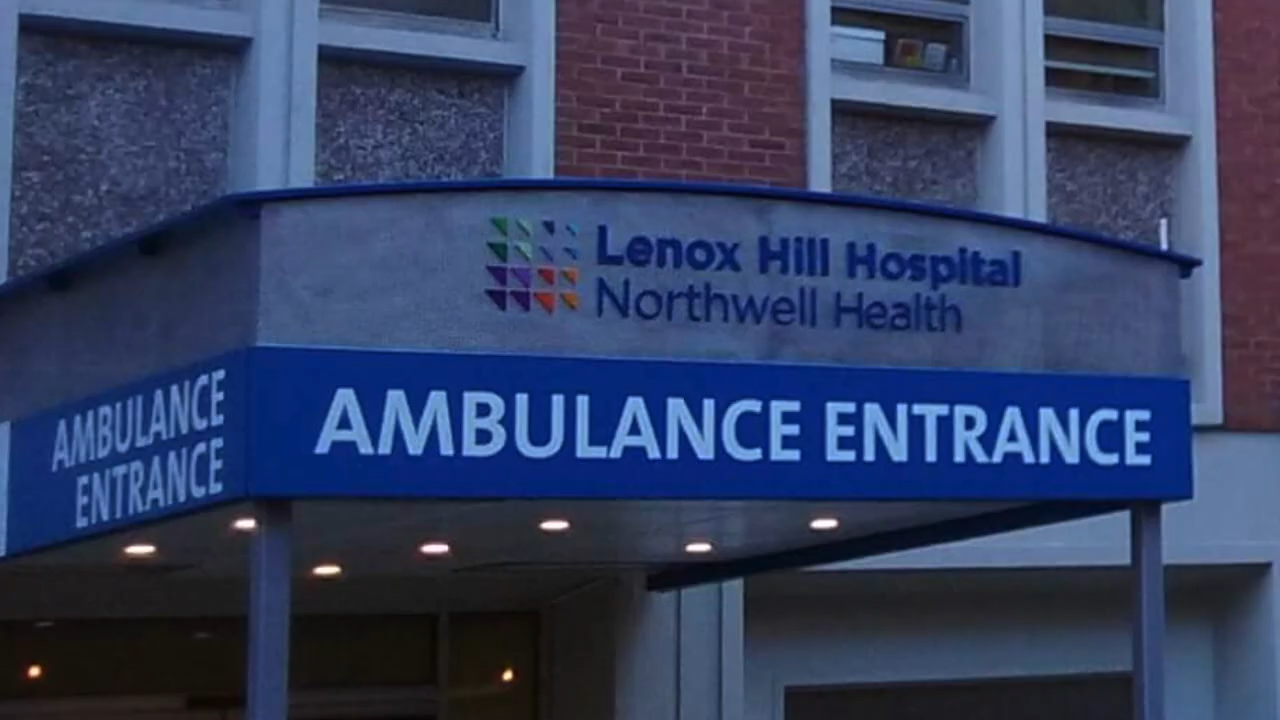 Lenox Hill Hospital
Northwell Health
AMBULANCE
ENTRANCE
AMBULANCE ENTRANCE